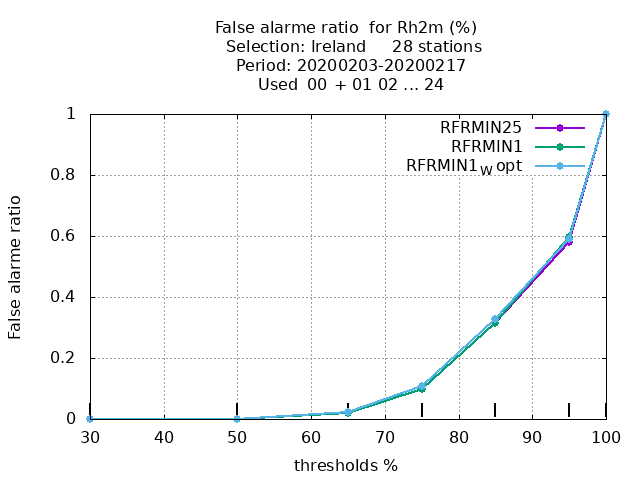 False alarme ratio  for Rh2m (%)
Selection: Ireland     28 stations
Period: 20200203-20200217
Used  00 + 01 02 ... 24
RFRMIN25
RFRMIN1
RFRMIN1W opt
False alarme ratio
1
0.8
0.6
0.4
0.2
0
30 40 50 60 70 80 90 100
thresholds %